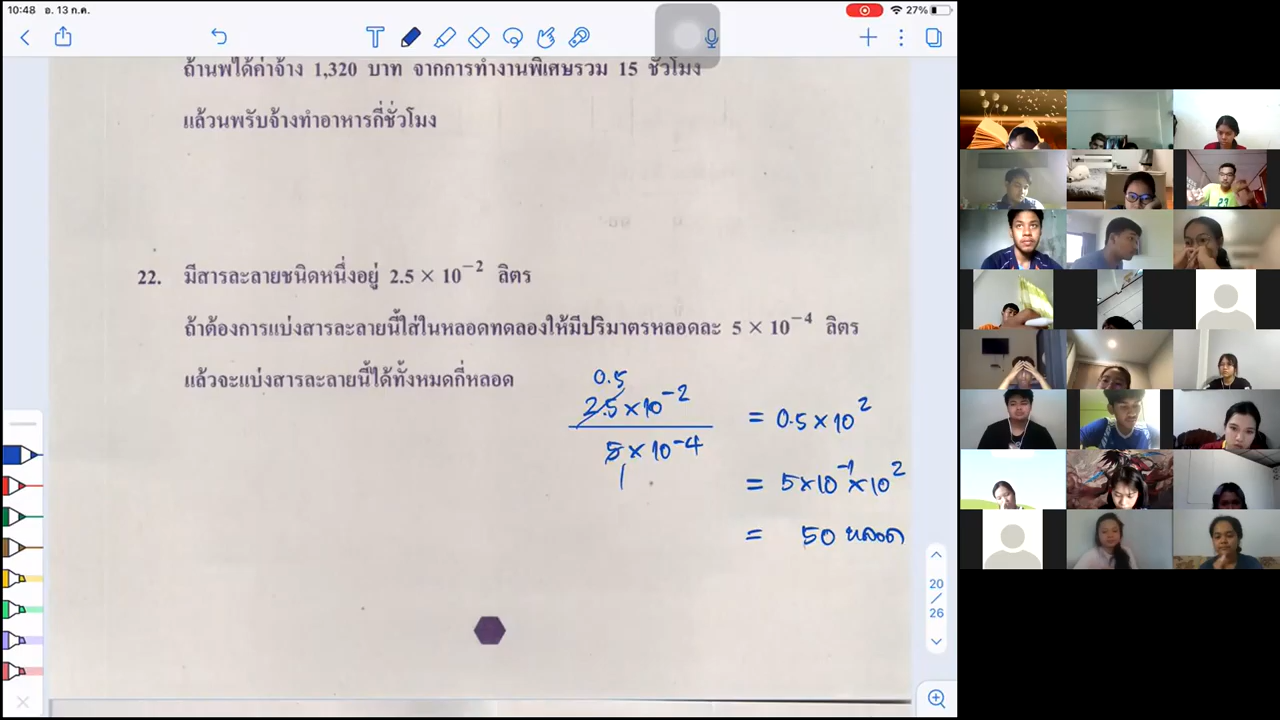 10:48 อ. 13 ก.ค.
27%
ถ้านพได้ค่าจ้าง 1,320 บาท จากการทำงานพิเศษรวม 15 ชั่วโมง
แล้วนพรับจ้างทำอาหารกี่ชั่วโมง
22. มีสารละลายชนิดหนึ่งอยู่ 2.5 × 10⁻² ลิตร
ถ้าต้องการแบ่งสารละลายนี้ใส่ในหลอดทดลองให้มีปริมาตรหลอดละ 5 × 10⁻⁴ ลิตร
แล้วจะแบ่งสารละลายนี้ได้ทั้งหมดกี่หลอด
0.5
2.5 × 10⁻²
5 × 10⁻⁴
1
= 0.5 × 10²
= 5 × 10⁻¹ × 10²
= 50 หลอด
20
/
26